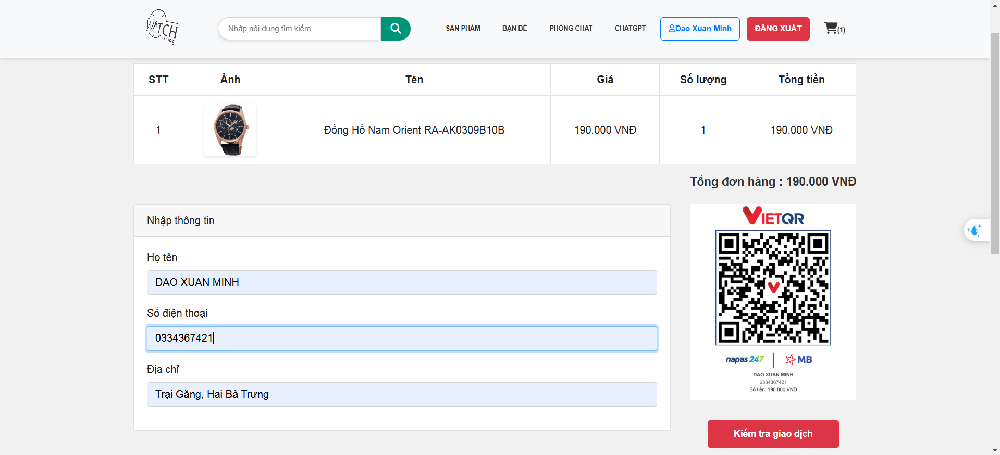 WATCH
STORE
Nhập nội dung tìm kiếm...
SẢN PHẨM
BẠN BÈ
PHÒNG CHAT
CHATGPT
Dao Xuan Minh
ĐĂNG XUẤT
(1)
STT Ảnh Tên Giá Số lượng Tổng tiền
1 Đồng Hồ Nam Orient RA-AK0309B10B 190.000 VNĐ 1 190.000 VNĐ
Tổng đơn hàng : 190.000 VNĐ
Nhập thông tin
Họ tên
DAO XUAN MINH
Số điện thoại
0334367421
Địa chỉ
Trại Găng, Hai Bà Trưng
VIETQR
napas 247 | MB
DAO XUAN MINH
0334367421
Số tiền: 190.000 VND
Kiểm tra giao dịch